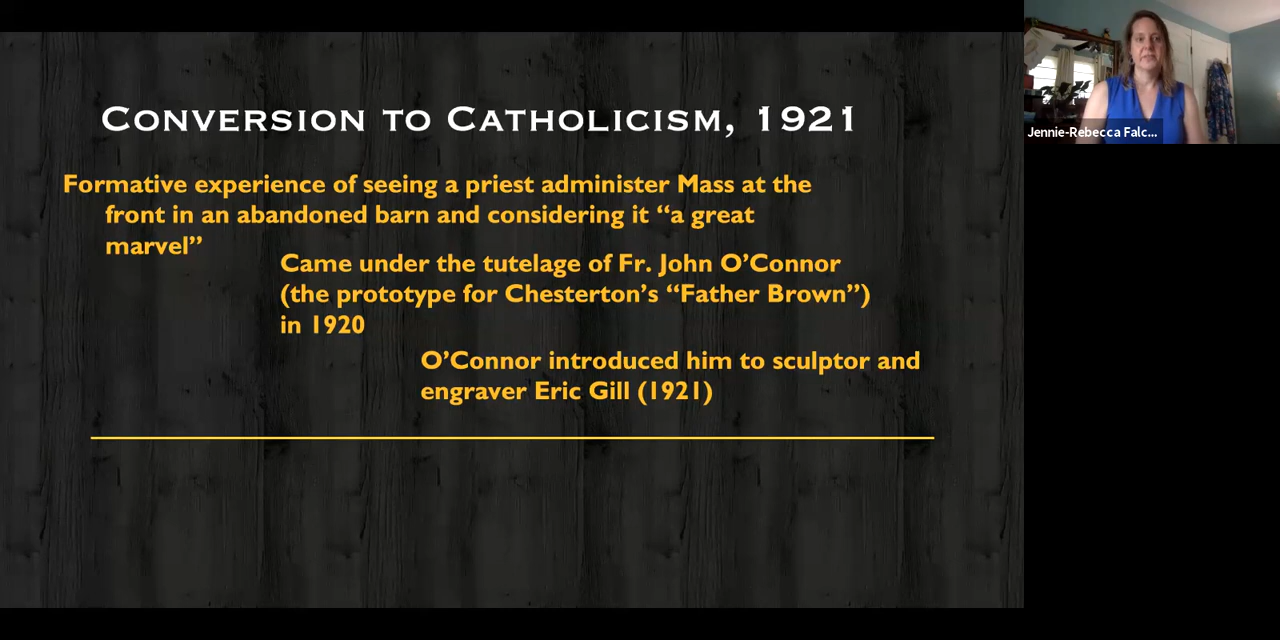 Conversion to Catholicism, 1921
Formative experience of seeing a priest administer Mass at the
front in an abandoned barn and considering it “a great
marvel”
Came under the tutelage of Fr. John O’Connor
(the prototype for Chesterton’s “Father Brown”)
in 1920
O’Connor introduced him to sculptor and
engraver Eric Gill (1921)
Jennie-Rebecca Falc...